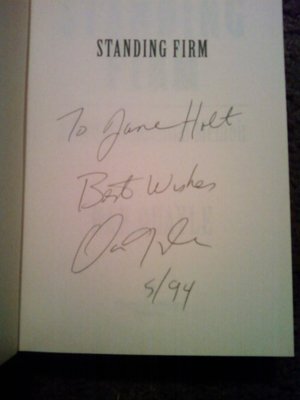 STANDING FIRM
To Jane Holt
Best Wishes
5/94